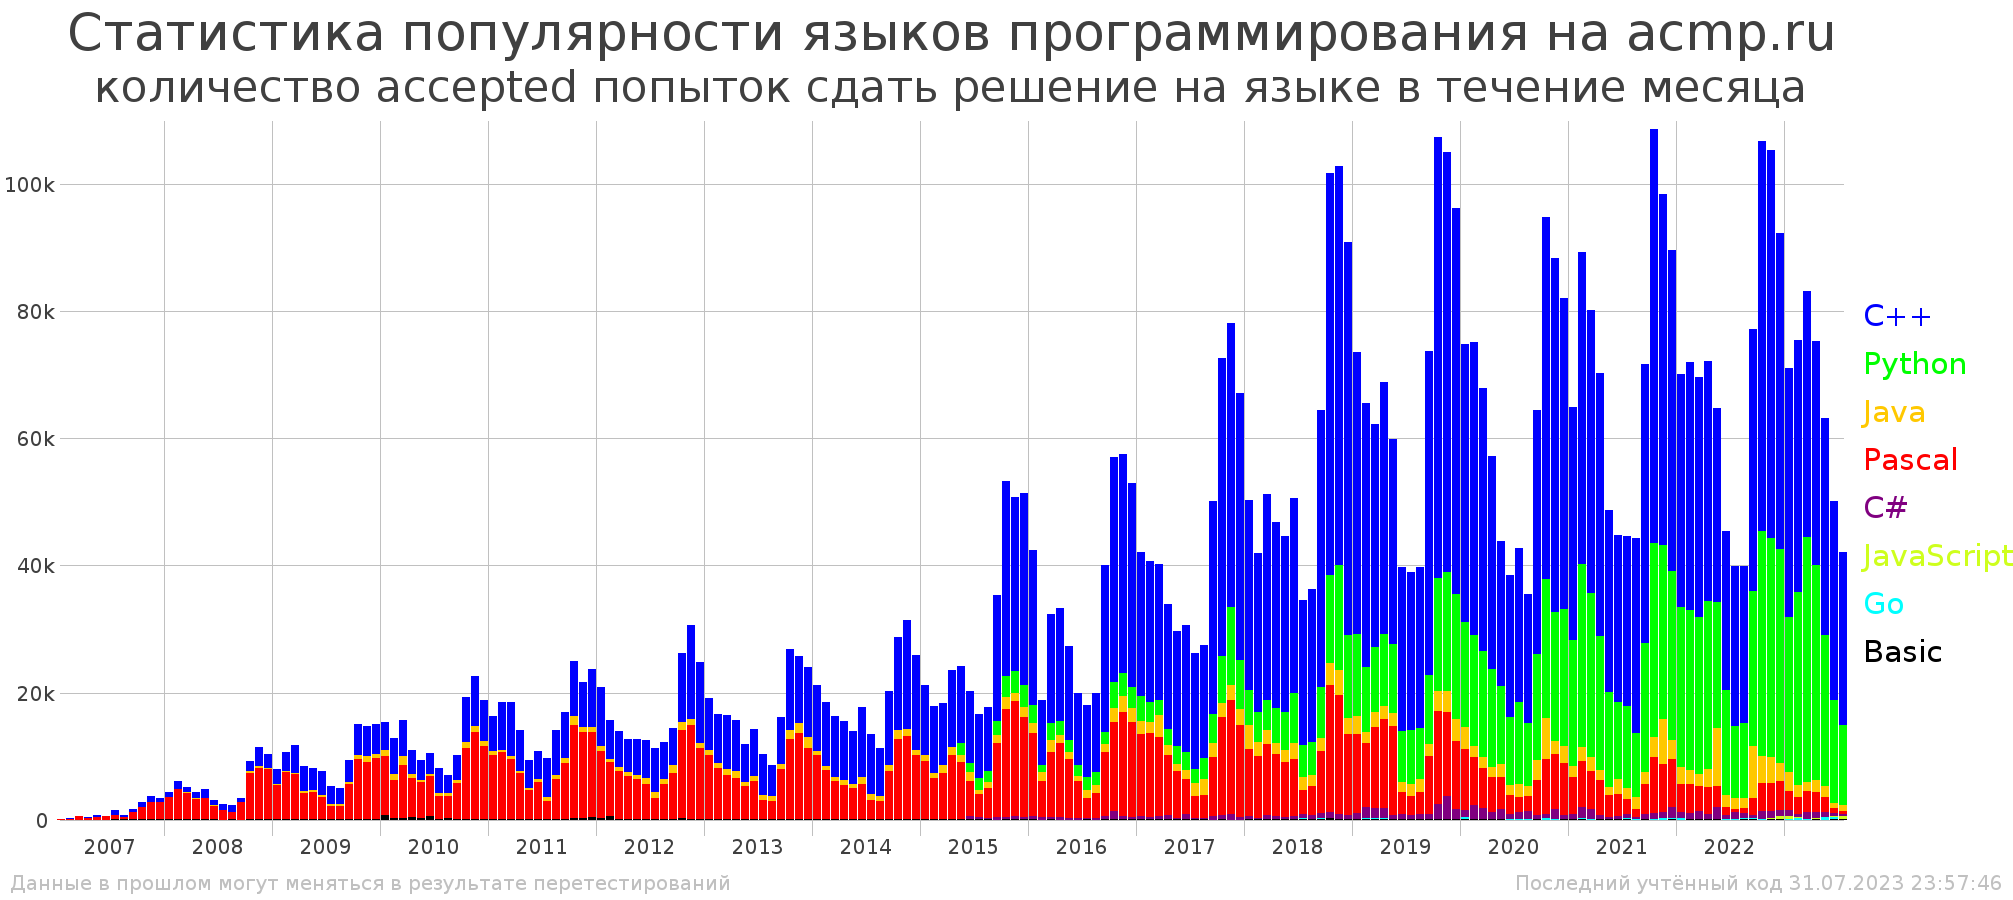 Статистика популярности языков программирования на acmp.ru
количество accepted попыток сдать решение на языке в течение месяца
100k
80k
60k
40k
20k
0
C++
Python
Java
Pascal
C#
JavaScript
Go
Basic
2007 2008 2009 2010 2011 2012 2013 2014 2015 2016 2017 2018 2019 2020 2021 2022
Данные в прошлом могут меняться в результате перетестирований
Последний учтённый код 31.07.2023 23:57:46